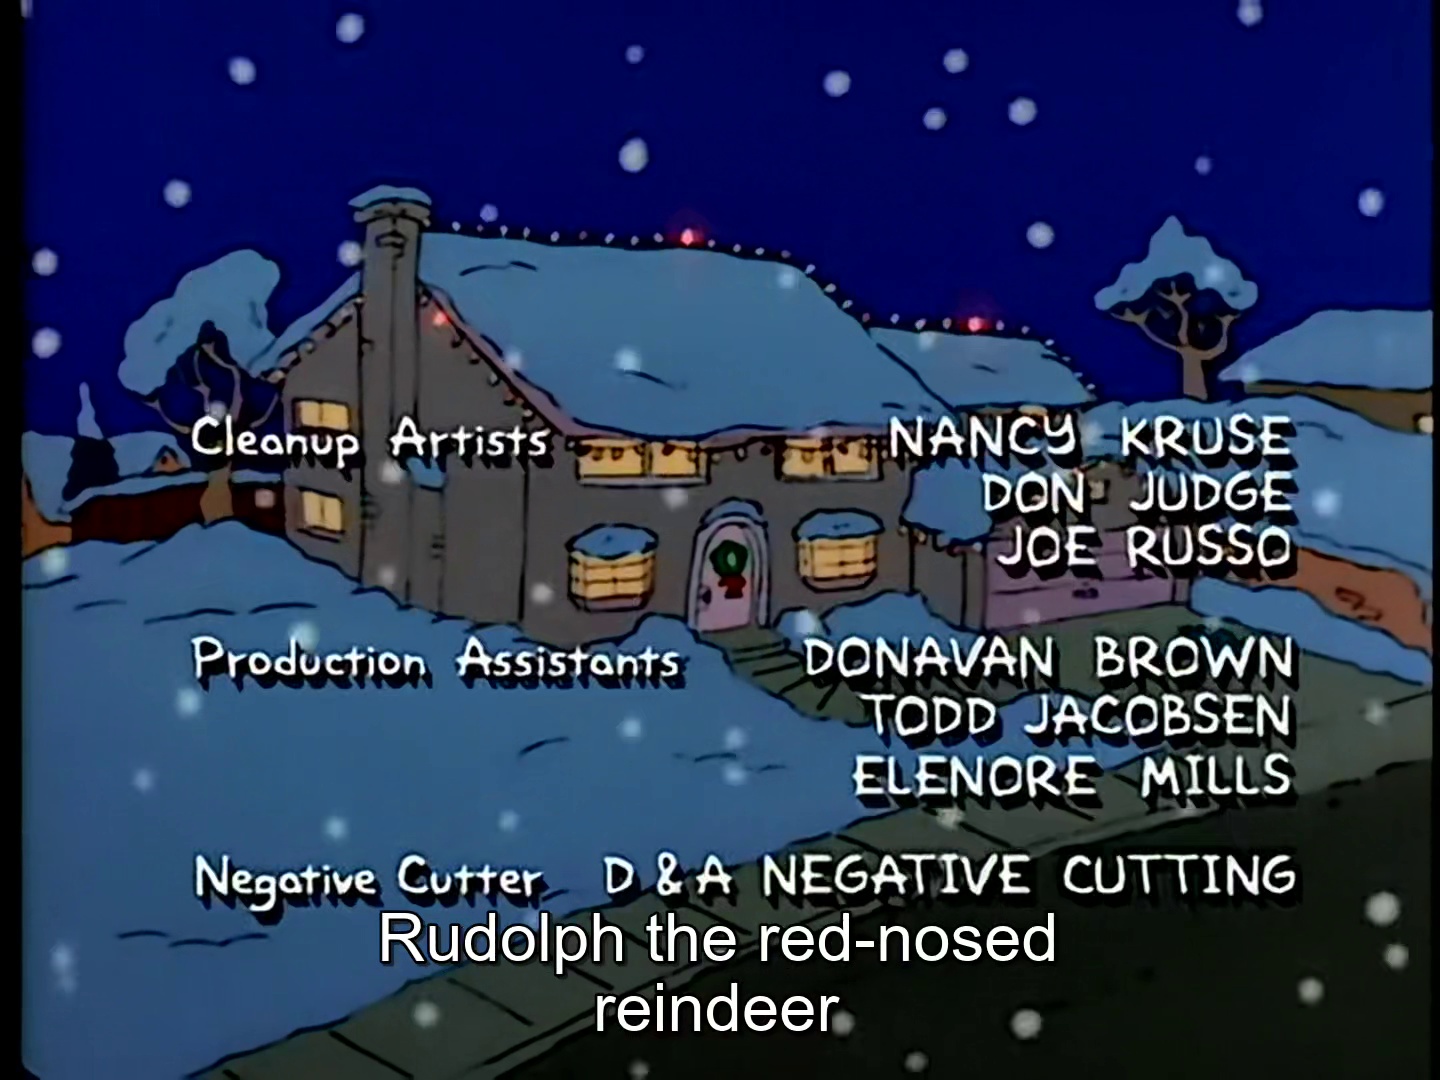 Cleanup Artists NANCY KRUSE
DON JUDGE
JOE RUSSO
Production Assistants DONAVAN BROWN
TODD JACOBSEN
ELENORE MILLS
Negative Cutter D & A NEGATIVE CUTTING
Rudolph the red-nosed
reindeer